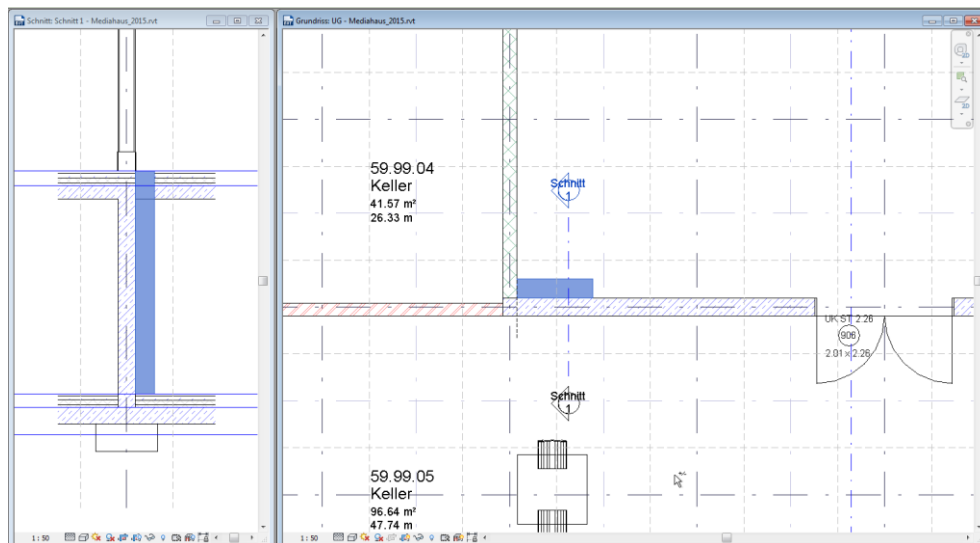 Schnitt: Schnitt 1 - Mediahaus_2015.rvt
Grundriss: UG - Mediahaus_2015.rvt
2D
3D
59.99.04
Keller
41.57 m²
26.33 m
Schnitt
1
UK ST 2.26
906
2.01 x 2.26
Schnitt
1
59.99.05
Keller
96.64 m²
47.74 m
1 : 50
1 : 50